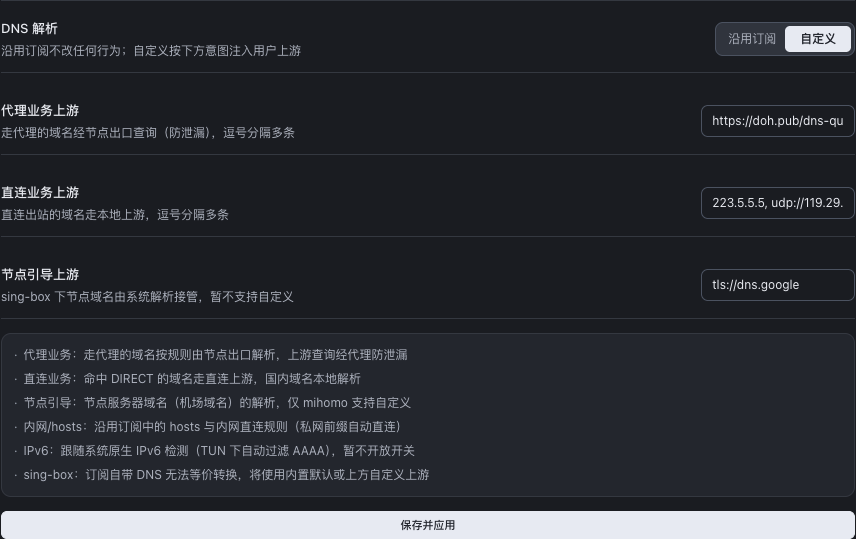 DNS 解析
沿用订阅不改任何行为；自定义按下方意图注入用户上游
沿用订阅 自定义
代理业务上游
走代理的域名经节点出口查询（防泄漏），逗号分隔多条
https://doh.pub/dns-qu
直连业务上游
直连出站的域名走本地上游，逗号分隔多条
223.5.5.5, udp://119.29.
节点引导上游
sing-box 下节点域名由系统解析接管，暂不支持自定义
tls://dns.google
· 代理业务：走代理的域名按规则由节点出口解析，上游查询经代理防泄漏
· 直连业务：命中 DIRECT 的域名走直连上游，国内域名本地解析
· 节点引导：节点服务器域名（机场域名）的解析，仅 mihomo 支持自定义
· 内网/hosts：沿用订阅中的 hosts 与内网直连规则（私网前缀自动直连）
· IPv6：跟随系统原生 IPv6 检测（TUN 下自动过滤 AAAA），暂不开放开关
· sing-box：订阅自带 DNS 无法等价转换，将使用内置默认或上方自定义上游
保存并应用